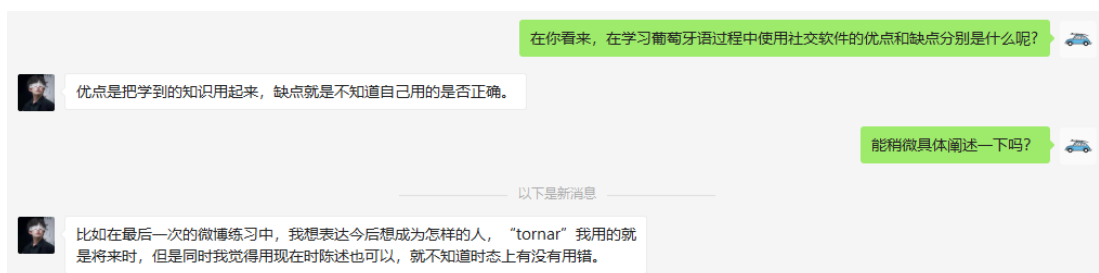 在你看来，在学习葡萄牙语过程中使用社交软件的优点和缺点分别是什么呢?
优点是把学到的知识用起来，缺点就是不知道自己用的是否正确。
能稍微具体阐述一下吗?
以下是新消息
比如在最后一次的微博练习中，我想表达今后想成为怎样的人，“tornar”我用的就
是将来时，但是同时我觉得用现在时陈述也可以，就不知道时态上有没有用错。